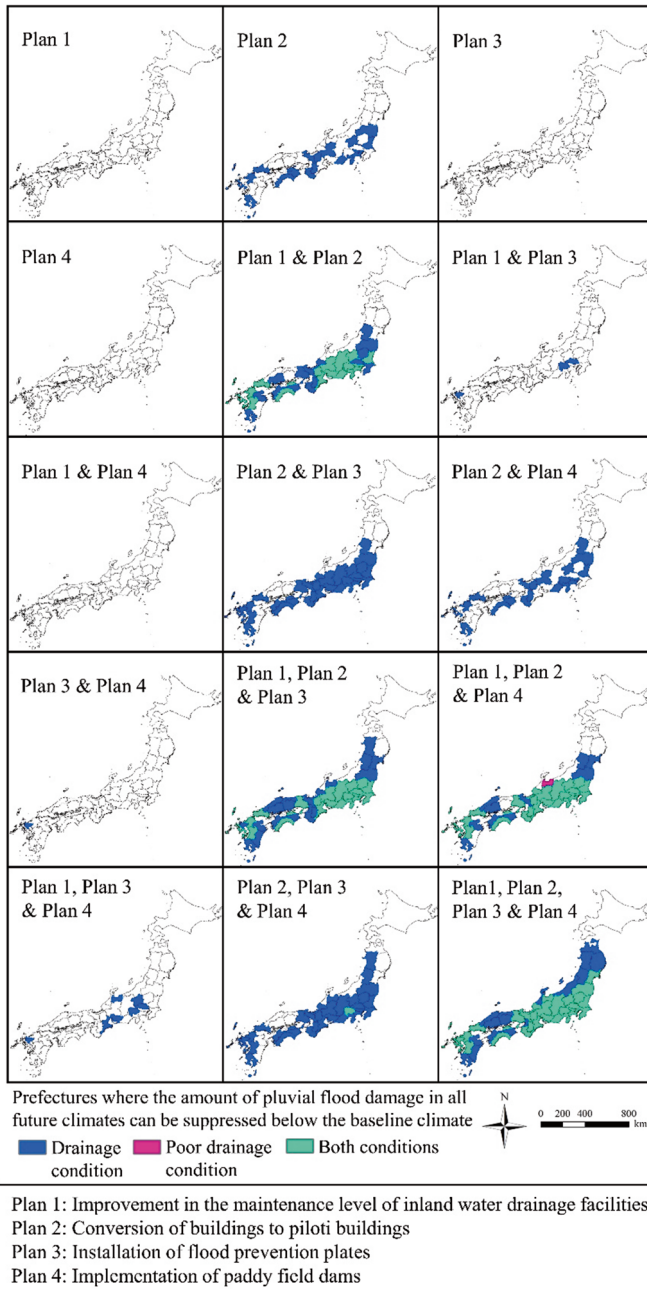 Plan 1
Plan 2
Plan 3
Plan 4
Plan 1 & Plan 2
Plan 1 & Plan 3
Plan 1 & Plan 4
Plan 2 & Plan 3
Plan 2 & Plan 4
Plan 3 & Plan 4
Plan 1, Plan 2
& Plan 3
Plan 1, Plan 2
& Plan 4
Plan 1, Plan 3
& Plan 4
Plan 2, Plan 3
& Plan 4
Plan1, Plan 2,
Plan 3 & Plan 4
Prefectures where the amount of pluvial flood damage in all
future climates can be suppressed below the baseline climate
N
0 200 400 800
km
Drainage
condition
Poor drainage
condition
Both conditions
Plan 1: Improvement in the maintenance level of inland water drainage facilities
Plan 2: Conversion of buildings to piloti buildings
Plan 3: Installation of flood prevention plates
Plan 4: Implementation of paddy field dams